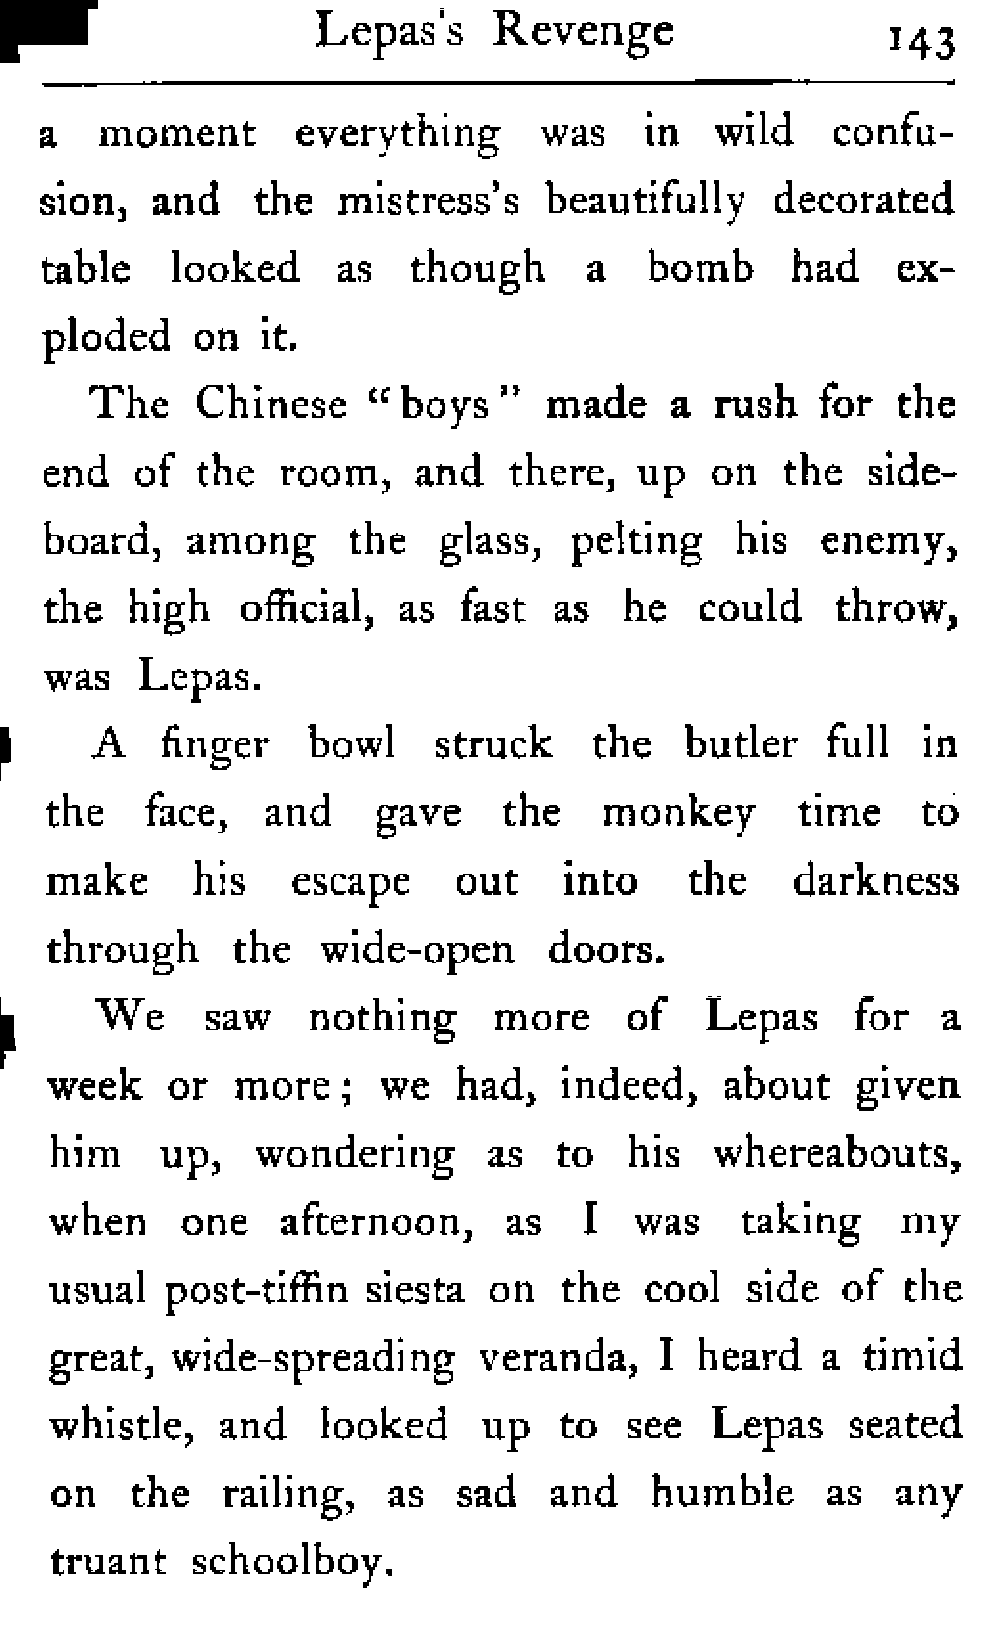 Lepas's Revenge 143
a moment everything was in wild confu-
sion, and the mistress's beautifully decorated
table looked as though a bomb had ex-
ploded on it.
The Chinese "boys" made a rush for the
end of the room, and there, up on the side-
board, among the glass, pelting his enemy,
the high official, as fast as he could throw,
was Lepas.
A finger bowl struck the butler full in
the face, and gave the monkey time to
make his escape out into the darkness
through the wide-open doors.
We saw nothing more of Lepas for a
week or more; we had, indeed, about given
him up, wondering as to his whereabouts,
when one afternoon, as I was taking my
usual post-tiffin siesta on the cool side of the
great, wide-spreading veranda, I heard a timid
whistle, and looked up to see Lepas seated
on the railing, as sad and humble as any
truant schoolboy.